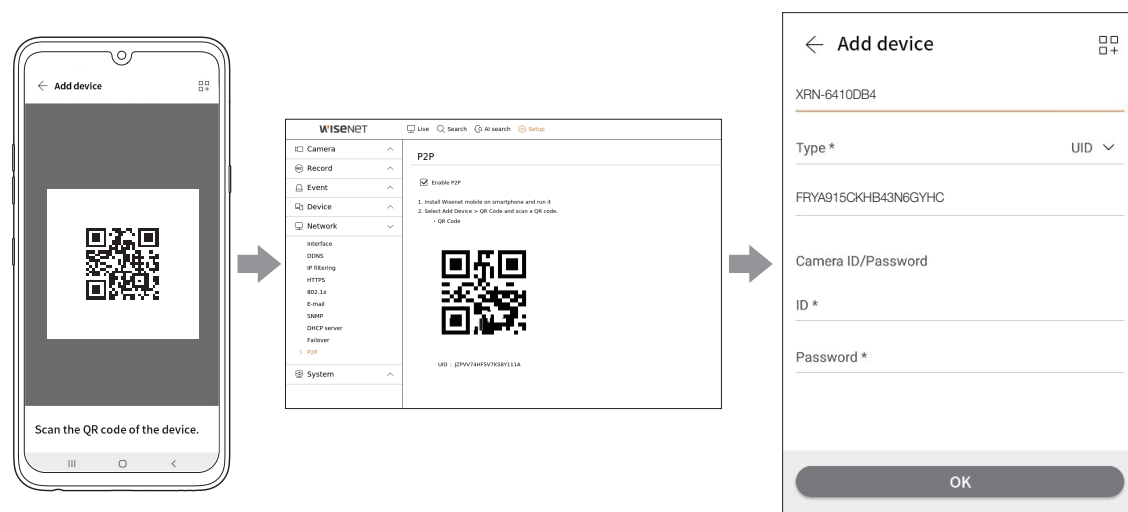 Add device
Scan the QR code of the device.
WISENET
Live Search AI search Setup
Camera
Record
Event
Device
Network
Interface
DDNS
IP filtering
HTTPS
802.1x
E-mail
SNMP
DHCP server
Failover
> P2P
System
P2P
Enable P2P
1. Install Wisenet mobile on smartphone and run it
2. Select Add Device > QR Code and scan a QR code.
• QR Code
UID : JZPVV74HFSV7KS8Y111A
Add device
XRN-6410DB4
Type * UID
FRYA915CKHB43N6GYHC
Camera ID/Password
ID *
Password *
OK